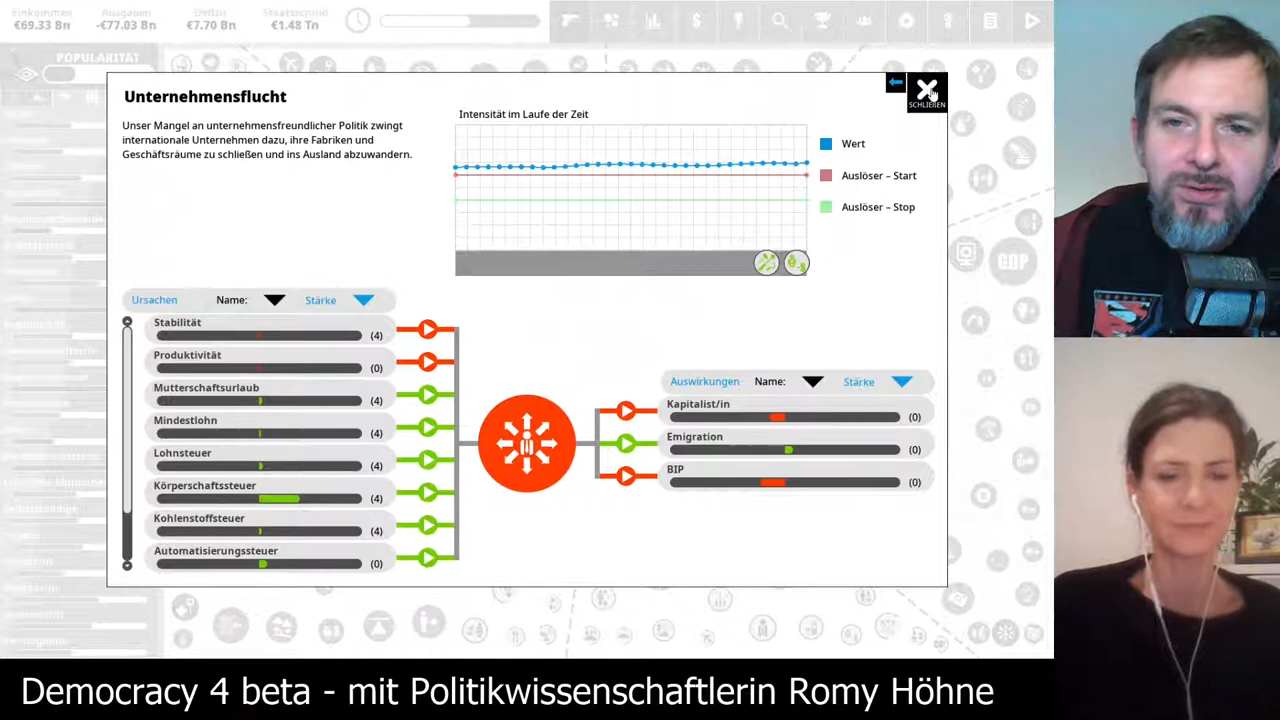 Einkommen
Ausgaben
Defizit
Staatsschuld
€69.33 Bn
-€77.03 Bn
€7.70 Bn
€1.48 Tn
POPULARITÄT
Unternehmensflucht
SCHLIEßEN
Unser Mangel an unternehmensfreundlicher Politik zwingt
internationale Unternehmen dazu, ihre Fabriken und
Geschäftsräume zu schließen und ins Ausland abzuwandern.
Intensität im Laufe der Zeit
Wert
Auslöser – Start
Auslöser – Stop
GDP
Ursachen Name: Stärke
Stabilität
(4)
Produktivität
(0)
Mutterschaftsurlaub
(4)
Mindestlohn
(4)
Lohnsteuer
(4)
Körperschaftssteuer
(4)
Kohlenstoffsteuer
(4)
Automatisierungssteuer
(0)
Auswirkungen Name: Stärke
Kapitalist/in
(0)
Emigration
(0)
BIP
(0)
Democracy 4 beta - mit Politikwissenschaftlerin Romy Höhne